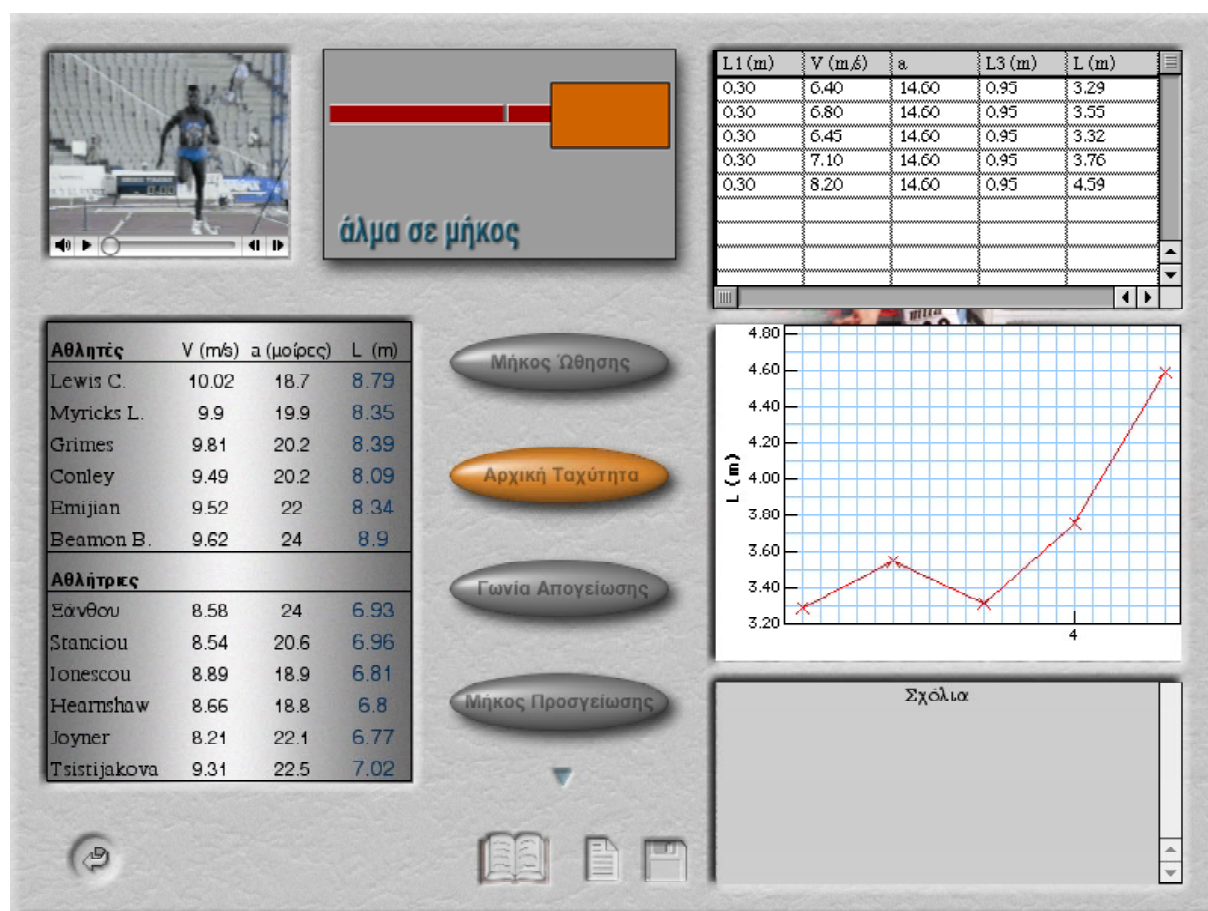 άλμα σε μήκος
L1 (m) V (m/s) a L3 (m) L (m)
0.30 6.40 14.60 0.95 3.29
0.30 6.80 14.60 0.95 3.55
0.30 6.45 14.60 0.95 3.32
0.30 7.10 14.60 0.95 3.76
0.30 8.20 14.60 0.95 4.59
Αθλητές V (m/s) a (μοίρες) L (m)
Lewis C. 10.02 18.7 8.79
Myricks L. 9.9 19.9 8.35
Grimes 9.81 20.2 8.39
Conley 9.49 20.2 8.09
Emijian 9.52 22 8.34
Beamon B. 9.62 24 8.9
Αθλήτριες
Ξάνθου 8.58 24 6.93
Stanciou 8.54 20.6 6.96
Ionescou 8.89 18.9 6.81
Hearnshaw 8.66 18.8 6.8
Joyner 8.21 22.1 6.77
Tsistijakova 9.31 22.5 7.02
Μήκος Ώθησης
Αρχική Ταχύτητα
Γωνία Απογείωσης
Μήκος Προσγείωσης
mita
4.80
4.60
4.40
4.20
4.00
3.80
3.60
3.40
3.20
L (m)
4
Σχόλια